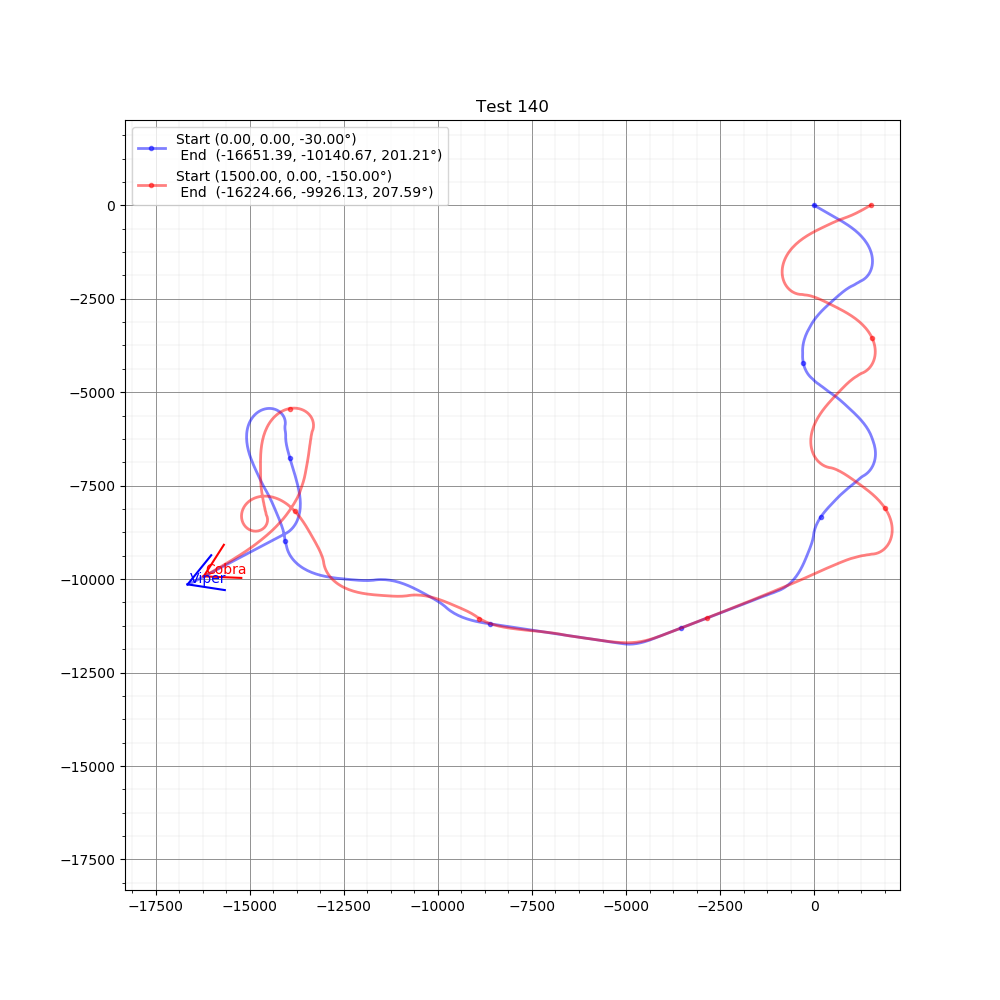 Test 140
Start (0.00, 0.00, -30.00°)
End  (-16651.39, -10140.67, 201.21°)
Start (1500.00, 0.00, -150.00°)
End  (-16224.66, -9926.13, 207.59°)
0
−2500
−5000
−7500
−10000
−12500
−15000
−17500
Cobra
Viper
−17500 −15000 −12500 −10000 −7500 −5000 −2500 0